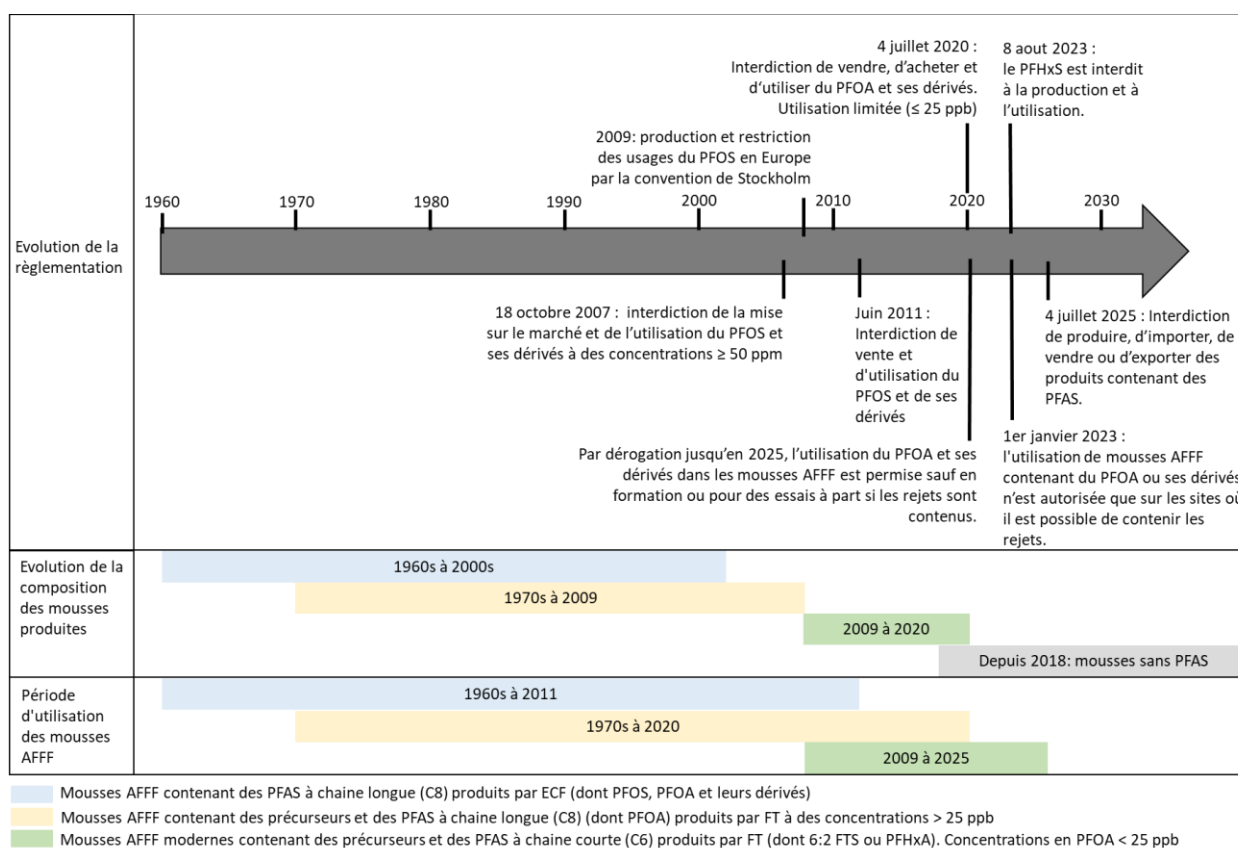 4 juillet 2020 :
Interdiction de vendre, d'acheter et
d'utiliser du PFOA et ses dérivés.
Utilisation limitée (≤ 25 ppb)
8 aout 2023 :
le PFHxS est interdit
à la production et à
l'utilisation.
2009: production et restriction
des usages du PFOS en Europe
par la convention de Stockholm
1960
1970
1980
1990
2000
2010
2020
2030
Evolution de la
règlementation
18 octobre 2007 : interdiction de la mise
sur le marché et de l'utilisation du PFOS et
ses dérivés à des concentrations ≥ 50 ppm
Juin 2011 :
Interdiction de
vente et
d'utilisation du
PFOS et de ses
dérivés
4 juillet 2025 : Interdiction
de produire, d'importer, de
vendre ou d'exporter des
produits contenant des
PFAS.
Par dérogation jusqu'en 2025, l'utilisation du PFOA et ses
dérivés dans les mousses AFFF est permise sauf en
formation ou pour des essais à part si les rejets sont
contenus.
1er janvier 2023 :
l'utilisation de mousses AFFF
contenant du PFOA ou ses dérivés
n'est autorisée que sur les sites où
il est possible de contenir les
rejets.
Evolution de la
composition
des mousses
produites
1960s à 2000s
1970s à 2009
2009 à 2020
Depuis 2018: mousses sans PFAS
Période
d'utilisation
des mousses
AFFF
1960s à 2011
1970s à 2020
2009 à 2025
Mousses AFFF contenant des PFAS à chaine longue (C8) produits par ECF (dont PFOS, PFOA et leurs dérivés)
Mousses AFFF contenant des précurseurs et des PFAS à chaine longue (C8) (dont PFOA) produits par FT à des concentrations > 25 ppb
Mousses AFFF modernes contenant des précurseurs et des PFAS à chaine courte (C6) produits par FT (dont 6:2 FTS ou PFHxA). Concentrations en PFOA < 25 ppb